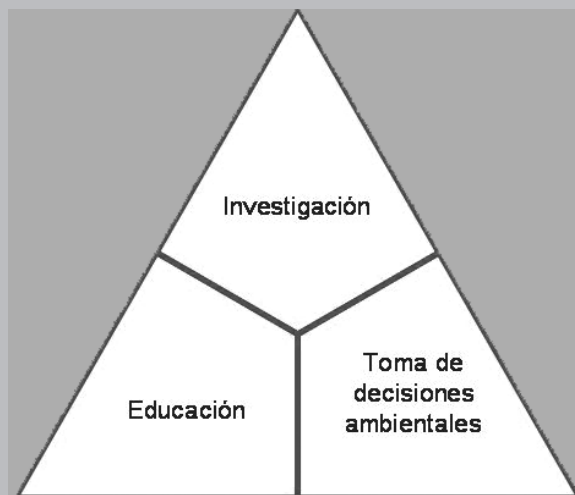 Investigación
Educación
Toma de
decisiones
ambientales